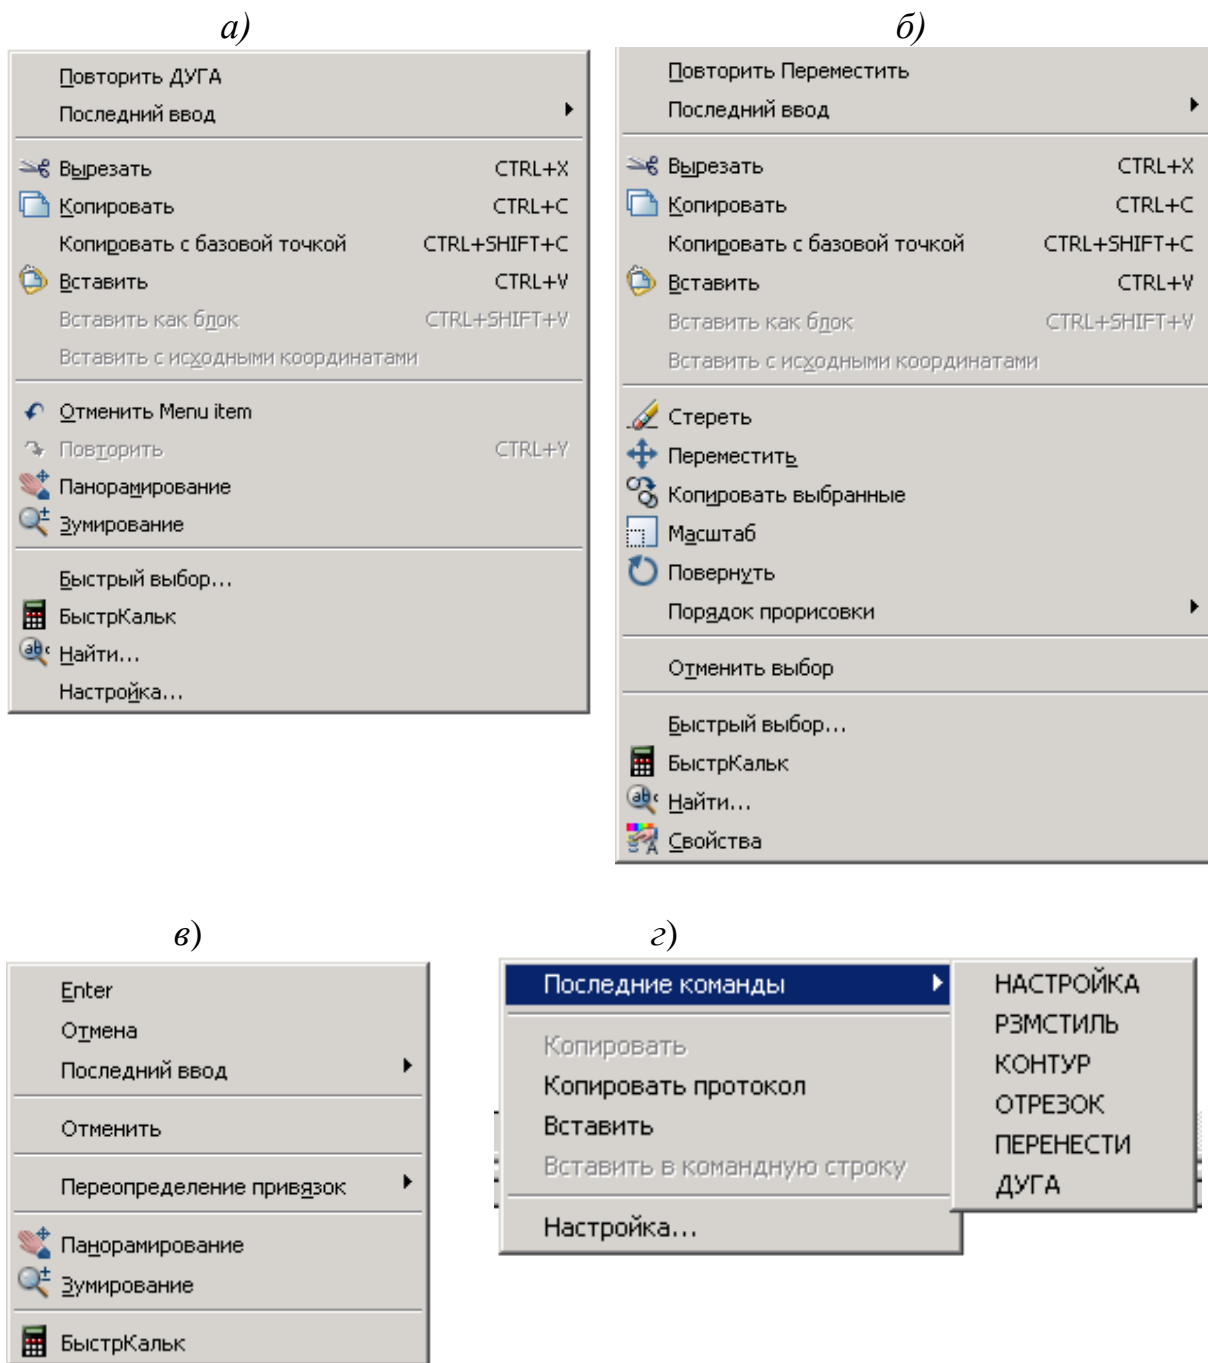 а)
Повторить ДУГА
Последний ввод
Вырезать CTRL+X
Копировать CTRL+C
Копировать с базовой точкой CTRL+SHIFT+C
Вставить CTRL+V
Вставить как блок CTRL+SHIFT+V
Вставить с исходными координатами
Отменить Menu item
Повторить CTRL+Y
Панорамирование
Зумирование
Быстрый выбор...
БыстрКальк
Найти...
Настройка...
б)
Повторить Переместить
Последний ввод
Вырезать CTRL+X
Копировать CTRL+C
Копировать с базовой точкой CTRL+SHIFT+C
Вставить CTRL+V
Вставить как блок CTRL+SHIFT+V
Вставить с исходными координатами
Стереть
Переместить
Копировать выбранные
Масштаб
Повернуть
Порядок прорисовки
Отменить выбор
Быстрый выбор...
БыстрКальк
Найти...
Свойства
в)
Enter
Отмена
Последний ввод
Отменить
Переопределение привязок
Панорамирование
Зумирование
БыстрКальк
г)
Последние команды
Копировать
Копировать протокол
Вставить
Вставить в командную строку
Настройка...
НАСТРОЙКА
РЗМСТИЛЬ
КОНТУР
ОТРЕЗОК
ПЕРЕНЕСТИ
ДУГА